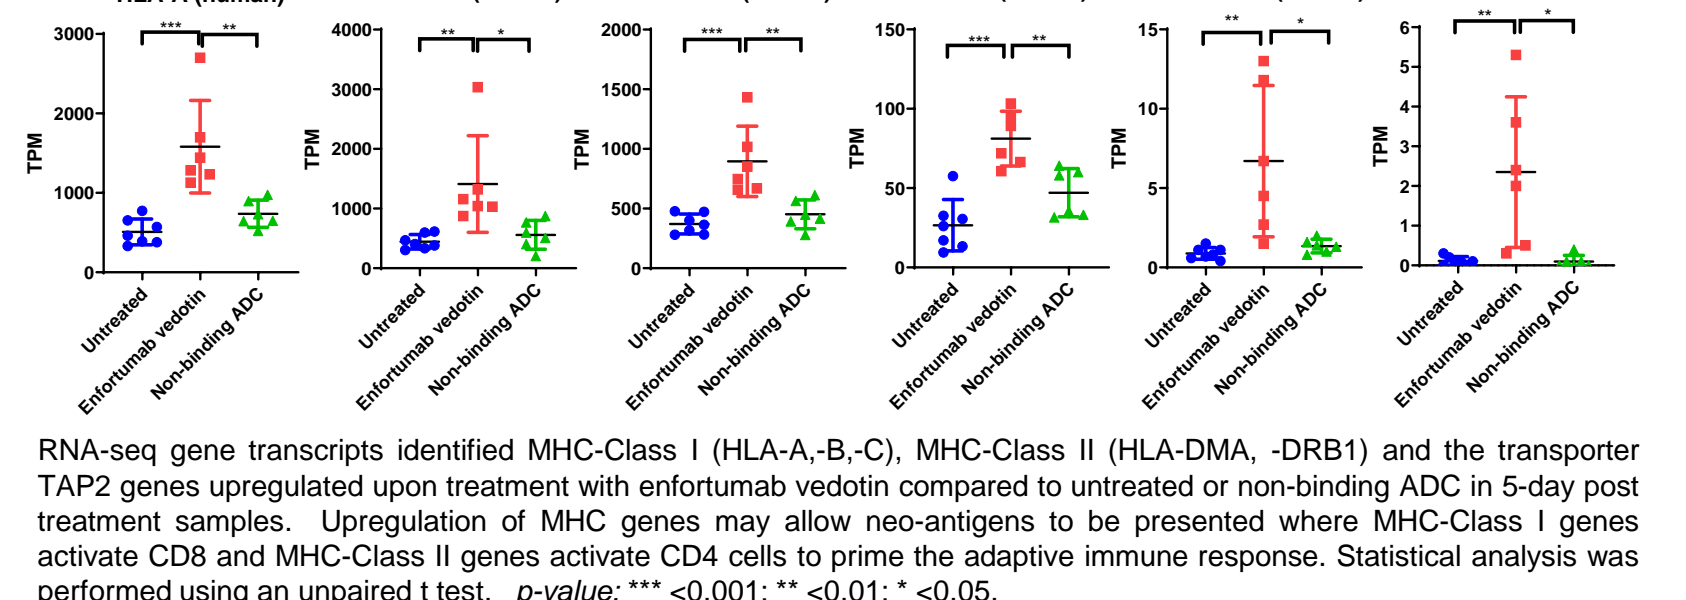 HLA-A (human)
*** **
** *
*** **
*** **
** *
** *
TPM
3000
2000
1000
0
Untreated
Enfortumab vedotin
Non-binding ADC
TPM
4000
3000
2000
1000
0
Untreated
Enfortumab vedotin
Non-binding ADC
TPM
2000
1500
1000
500
0
Untreated
Enfortumab vedotin
Non-binding ADC
TPM
150
100
50
0
Untreated
Enfortumab vedotin
Non-binding ADC
TPM
15
10
5
0
Untreated
Enfortumab vedotin
Non-binding ADC
TPM
6
5
4
3
2
1
0
Untreated
Enfortumab vedotin
Non-binding ADC
RNA-seq gene transcripts identified MHC-Class I (HLA-A,-B,-C), MHC-Class II (HLA-DMA, -DRB1) and the transporter
TAP2 genes upregulated upon treatment with enfortumab vedotin compared to untreated or non-binding ADC in 5-day post
treatment samples. Upregulation of MHC genes may allow neo-antigens to be presented where MHC-Class I genes
activate CD8 and MHC-Class II genes activate CD4 cells to prime the adaptive immune response. Statistical analysis was
performed using an unpaired t test. p-value: *** <0.001; ** <0.01; * <0.05.